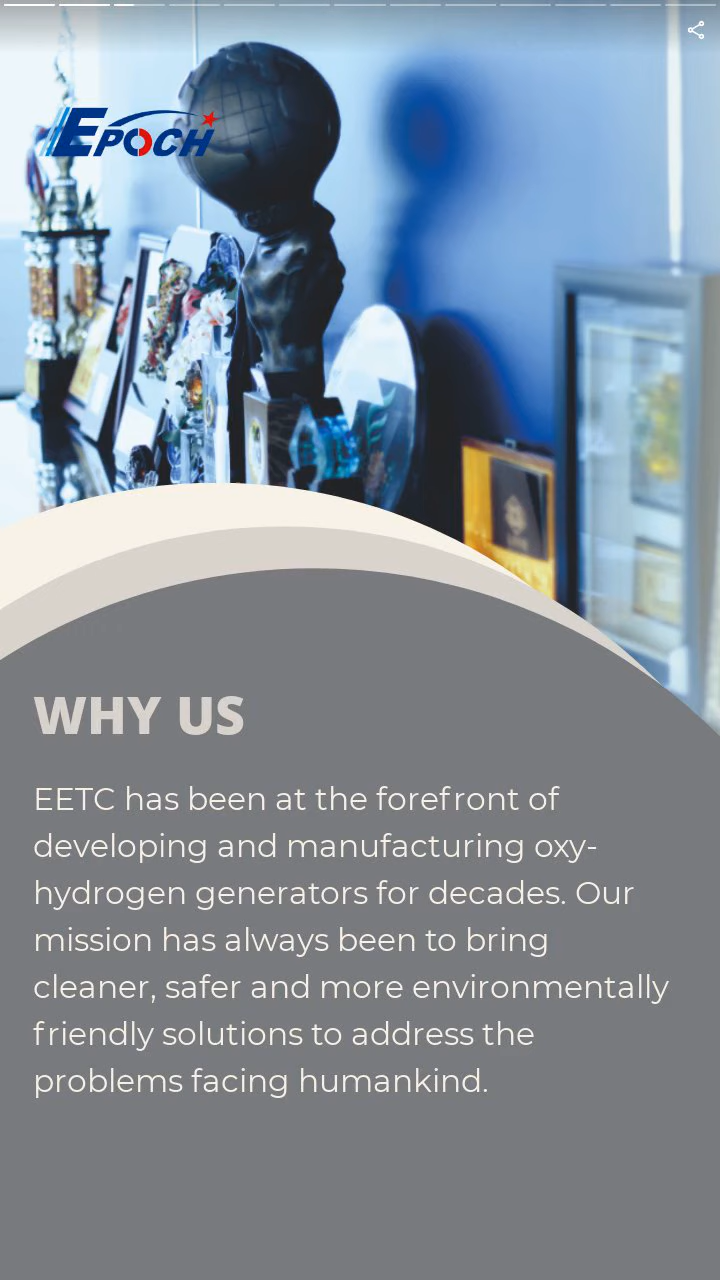 EPOCH
WHY US
EETC has been at the forefront of
developing and manufacturing oxy-
hydrogen generators for decades. Our
mission has always been to bring
cleaner, safer and more environmentally
friendly solutions to address the
problems facing humankind.